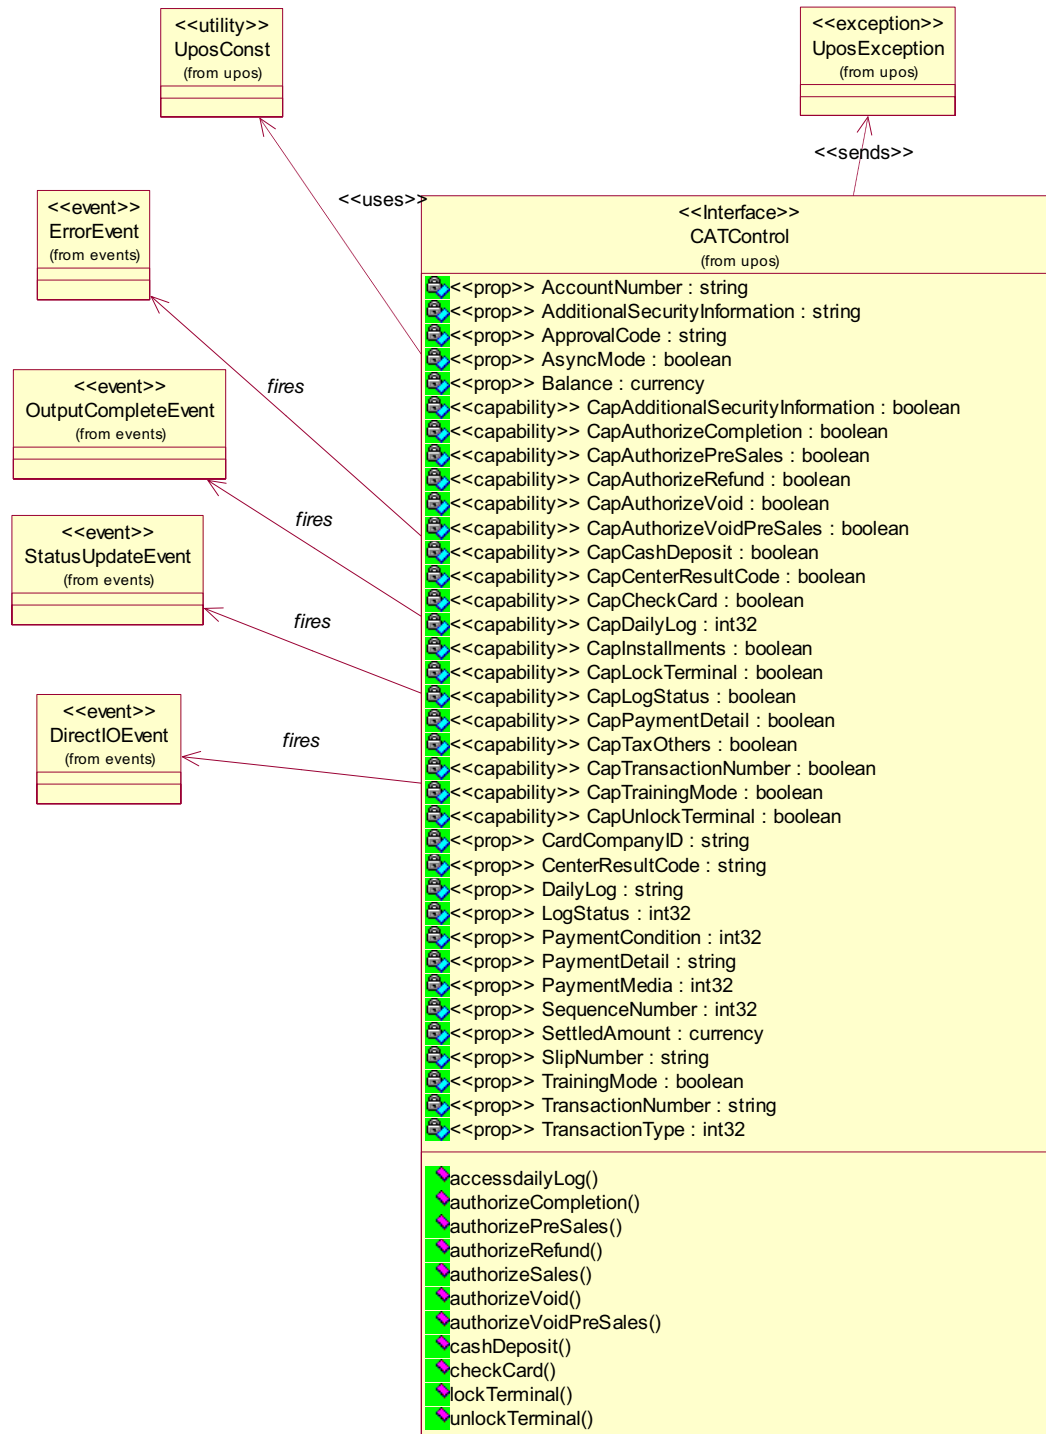 <<utility>>
UposConst
(from upos)
<<exception>>
UposException
(from upos)
<<sends>>
<<uses>>
<<event>>
ErrorEvent
(from events)
fires
<<event>>
OutputCompleteEvent
(from events)
fires
<<event>>
StatusUpdateEvent
(from events)
fires
<<event>>
DirectIOEvent
(from events)
fires
<<Interface>>
CATControl
(from upos)
<<prop>> AccountNumber : string
<<prop>> AdditionalSecurityInformation : string
<<prop>> ApprovalCode : string
<<prop>> AsyncMode : boolean
<<prop>> Balance : currency
<<capability>> CapAdditionalSecurityInformation : boolean
<<capability>> CapAuthorizeCompletion : boolean
<<capability>> CapAuthorizePreSales : boolean
<<capability>> CapAuthorizeRefund : boolean
<<capability>> CapAuthorizeVoid : boolean
<<capability>> CapAuthorizeVoidPreSales : boolean
<<capability>> CapCashDeposit : boolean
<<capability>> CapCenterResultCode : boolean
<<capability>> CapCheckCard : boolean
<<capability>> CapDailyLog : int32
<<capability>> CapInstallments : boolean
<<capability>> CapLockTerminal : boolean
<<capability>> CapLogStatus : boolean
<<capability>> CapPaymentDetail : boolean
<<capability>> CapTaxOthers : boolean
<<capability>> CapTransactionNumber : boolean
<<capability>> CapTrainingMode : boolean
<<capability>> CapUnlockTerminal : boolean
<<prop>> CardCompanyID : string
<<prop>> CenterResultCode : string
<<prop>> DailyLog : string
<<prop>> LogStatus : int32
<<prop>> PaymentCondition : int32
<<prop>> PaymentDetail : string
<<prop>> PaymentMedia : int32
<<prop>> SequenceNumber : int32
<<prop>> SettledAmount : currency
<<prop>> SlipNumber : string
<<prop>> TrainingMode : boolean
<<prop>> TransactionNumber : string
<<prop>> TransactionType : int32
accessdailyLog()
authorizeCompletion()
authorizePreSales()
authorizeRefund()
authorizeSales()
authorizeVoid()
authorizeVoidPreSales()
cashDeposit()
checkCard()
lockTerminal()
unlockTerminal()